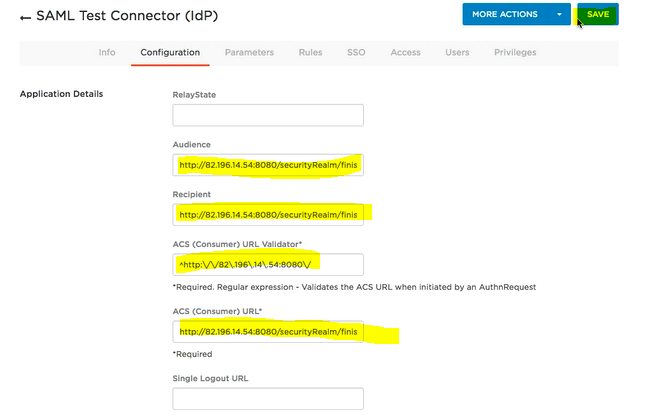 ← SAML Test Connector (IdP)
MORE ACTIONS
SAVE
Info Configuration Parameters Rules SSO Access Users Privileges
Application Details
RelayState
Audience
http://82.196.14.54:8080/securityRealm/finis
Recipient
http://82.196.14.54:8080/securityRealm/finis
ACS (Consumer) URL Validator*
^http:\/\/82\.196\.14\.54:8080\/
*Required. Regular expression - Validates the ACS URL when initiated by an AuthnRequest
ACS (Consumer) URL*
http://82.196.14.54:8080/securityRealm/finis
*Required
Single Logout URL